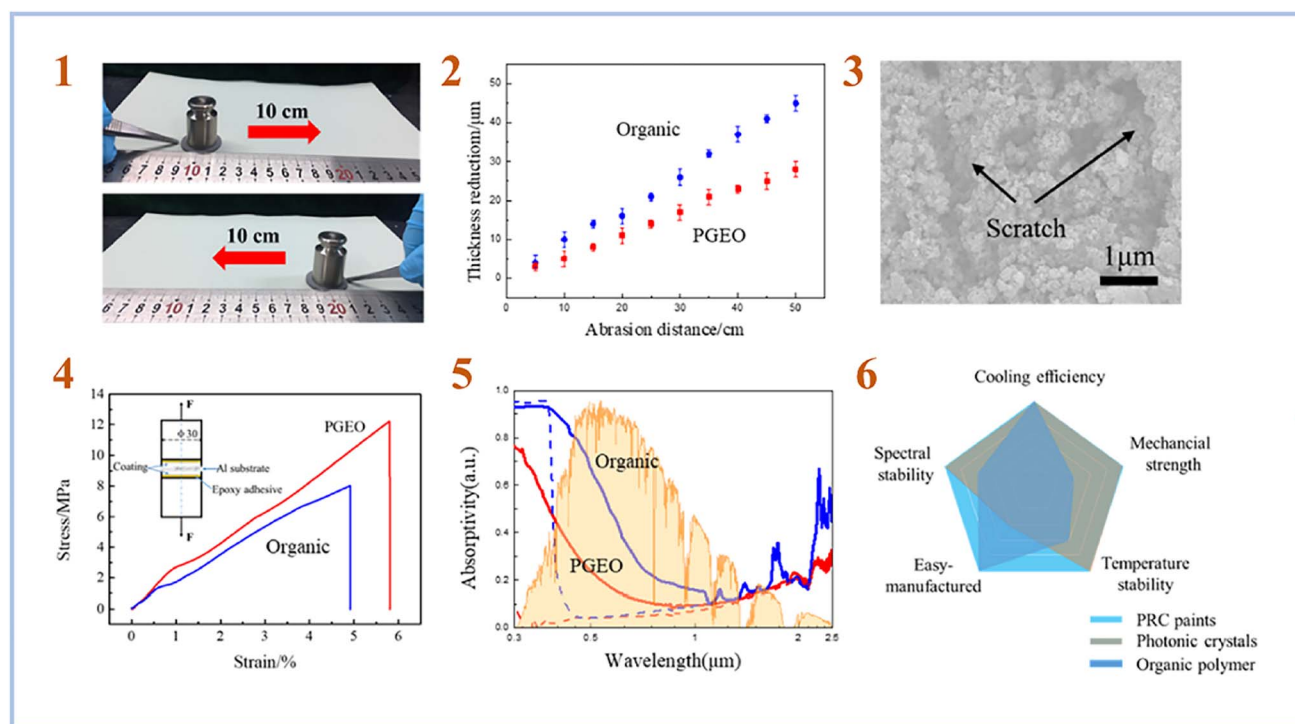 1
10 cm
5 6 7 8 9 10 1 2 3 4 5 6 7 8 9 20 1 2 3 4 5
10 cm
6 7 8 9 10 1 2 3 4 5 6 7 8 9 20 1 2 3 4 5 6
2
Thickness reduction/μm
50
40
30
20
10
0
Organic
PGEO
0 10 20 30 40 50
Abrasion distance/cm
3
Scratch
1μm
4
Stress/MPa
14
12
10
8
6
4
2
0
F
ϕ30
Coating
Al substrate
Epoxy adhesive
F
PGEO
Organic
0 1 2 3 4 5 6
Strain/%
5
Absorptivity(a.u.)
1.0
0.8
0.6
0.4
0.2
0.0
Organic
PGEO
0.3 0.5 1 2 2.5
Wavelength(μm)
6
Cooling efficiency
Mechancial
strength
Spectral
stability
Easy-
manufactured
Temperature
stability
PRC paints
Photonic crystals
Organic polymer